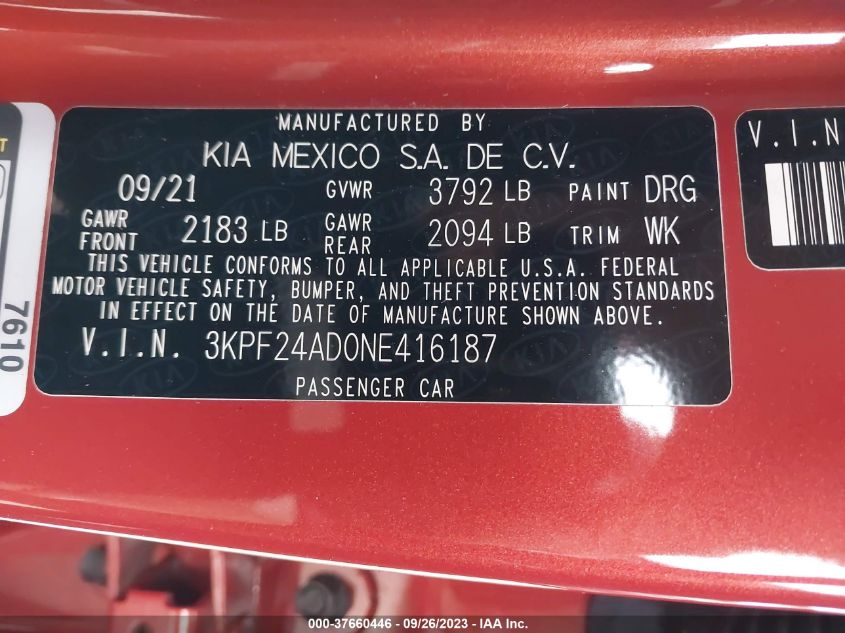 MANUFACTURED BY
KIA MEXICO S.A. DE C.V.
09/21 GVWR 3792 LB PAINT DRG
GAWR FRONT 2183 LB GAWR REAR 2094 LB TRIM WK
THIS VEHICLE CONFORMS TO ALL APPLICABLE U.S.A. FEDERAL
MOTOR VEHICLE SAFETY, BUMPER, AND THEFT PREVENTION STANDARDS
IN EFFECT ON THE DATE OF MANUFACTURE SHOWN ABOVE.
V.I.N. 3KPF24AD0NE416187
PASSENGER CAR
V.I.N
7610
000-37660446 - 09/26/2023 - IAA Inc.